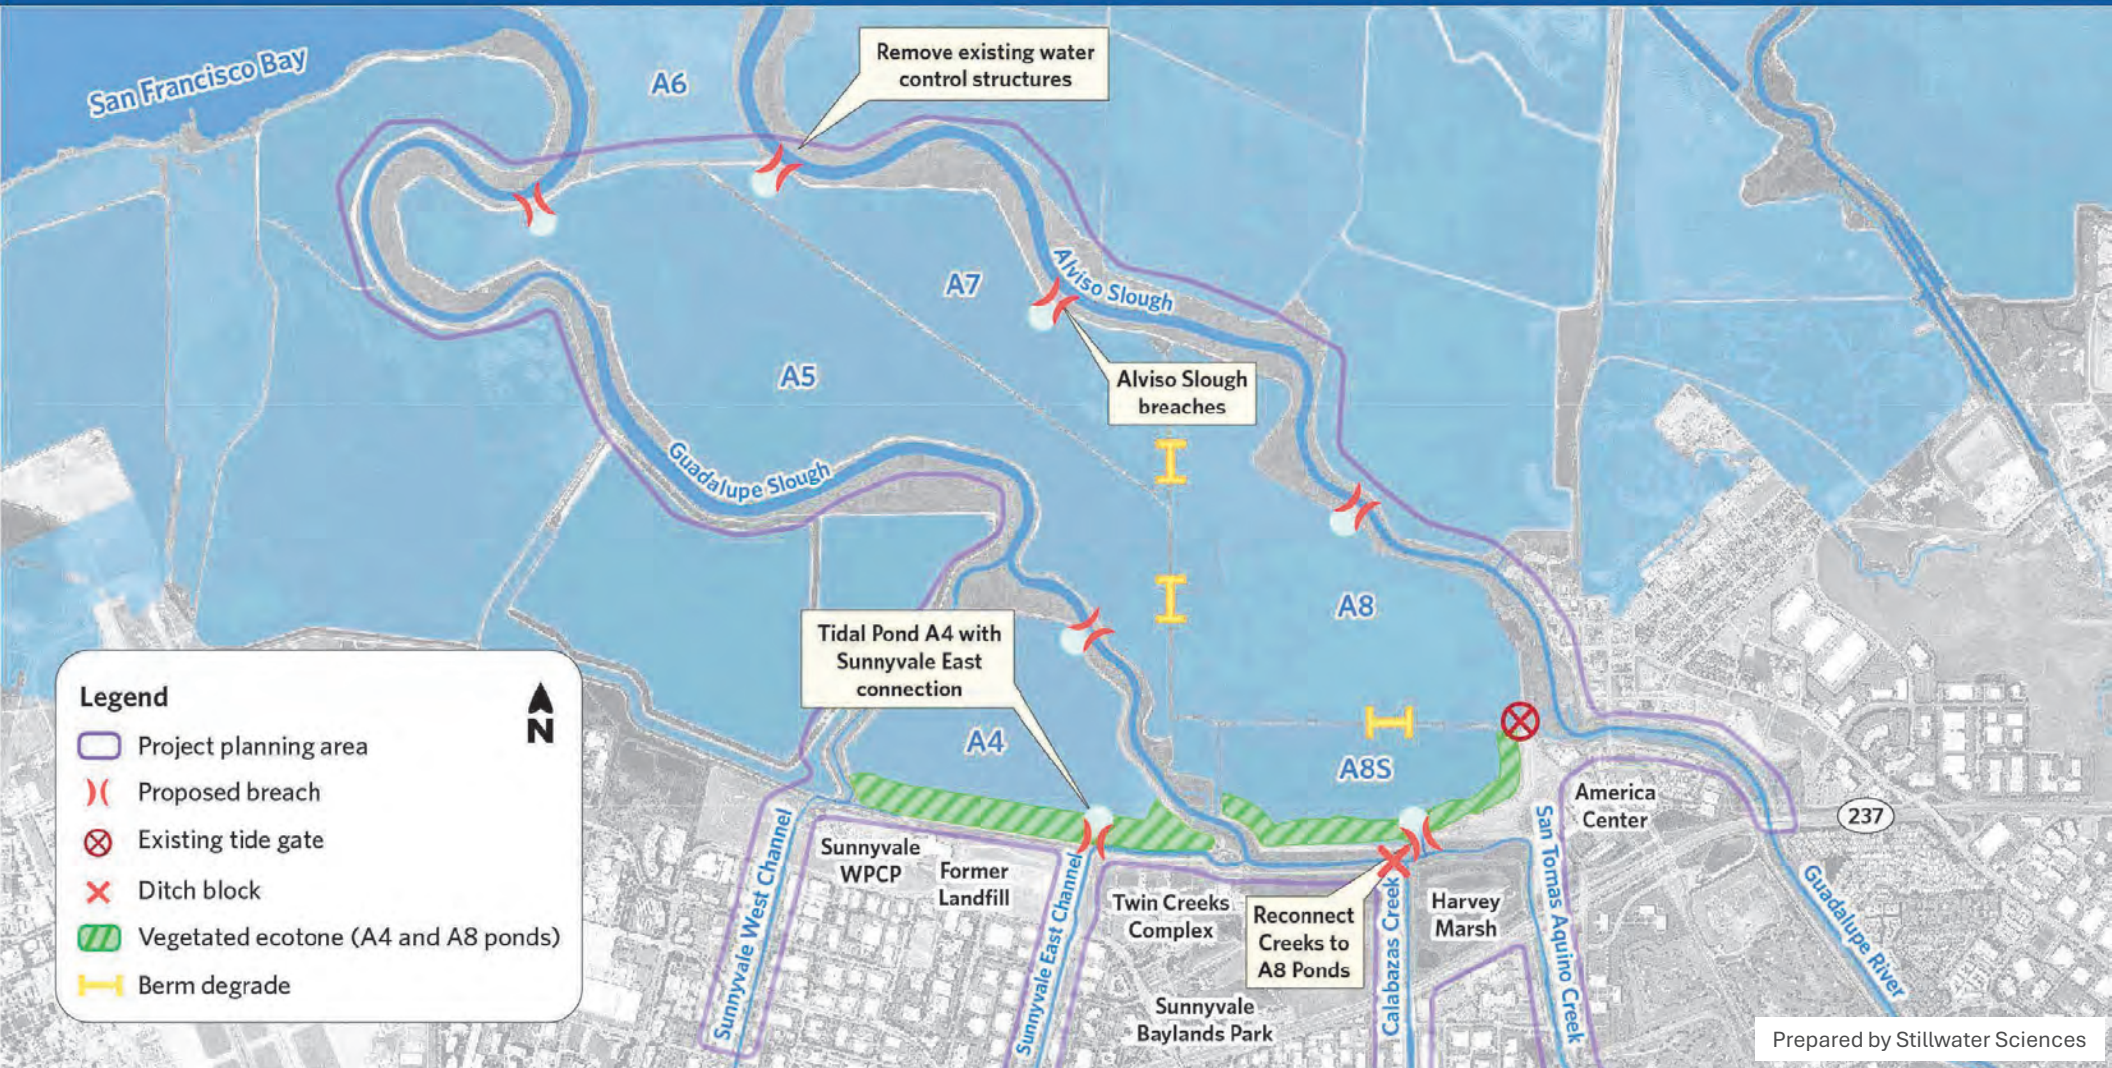 San Francisco Bay
A6
Remove existing water
control structures
A7
Alviso Slough
Alviso Slough
breaches
A5
Guadalupe Slough
A8
Tidal Pond A4 with
Sunnyvale East
connection
A4
A8S
America
Center
237
Sunnyvale
WPCP
Former
Landfill
Twin Creeks
Complex
Reconnect
Creeks to
A8 Ponds
Harvey
Marsh
Sunnyvale
Baylands Park
Sunnyvale West Channel
Sunnyvale East Channel
Calabazas Creek
San Tomas Aquino Creek
Guadalupe River
Legend
N
Project planning area
Proposed breach
Existing tide gate
Ditch block
Vegetated ecotone (A4 and A8 ponds)
Berm degrade
Prepared by Stillwater Sciences